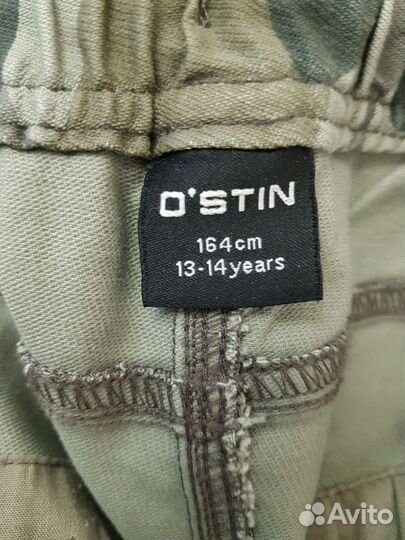 O'STIN
164cm
13-14years
Avito